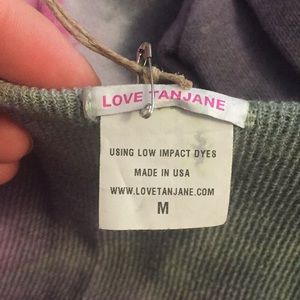 LOVE TANJANE
USING LOW IMPACT DYES
MADE IN USA
WWW.LOVETANJANE.COM
M